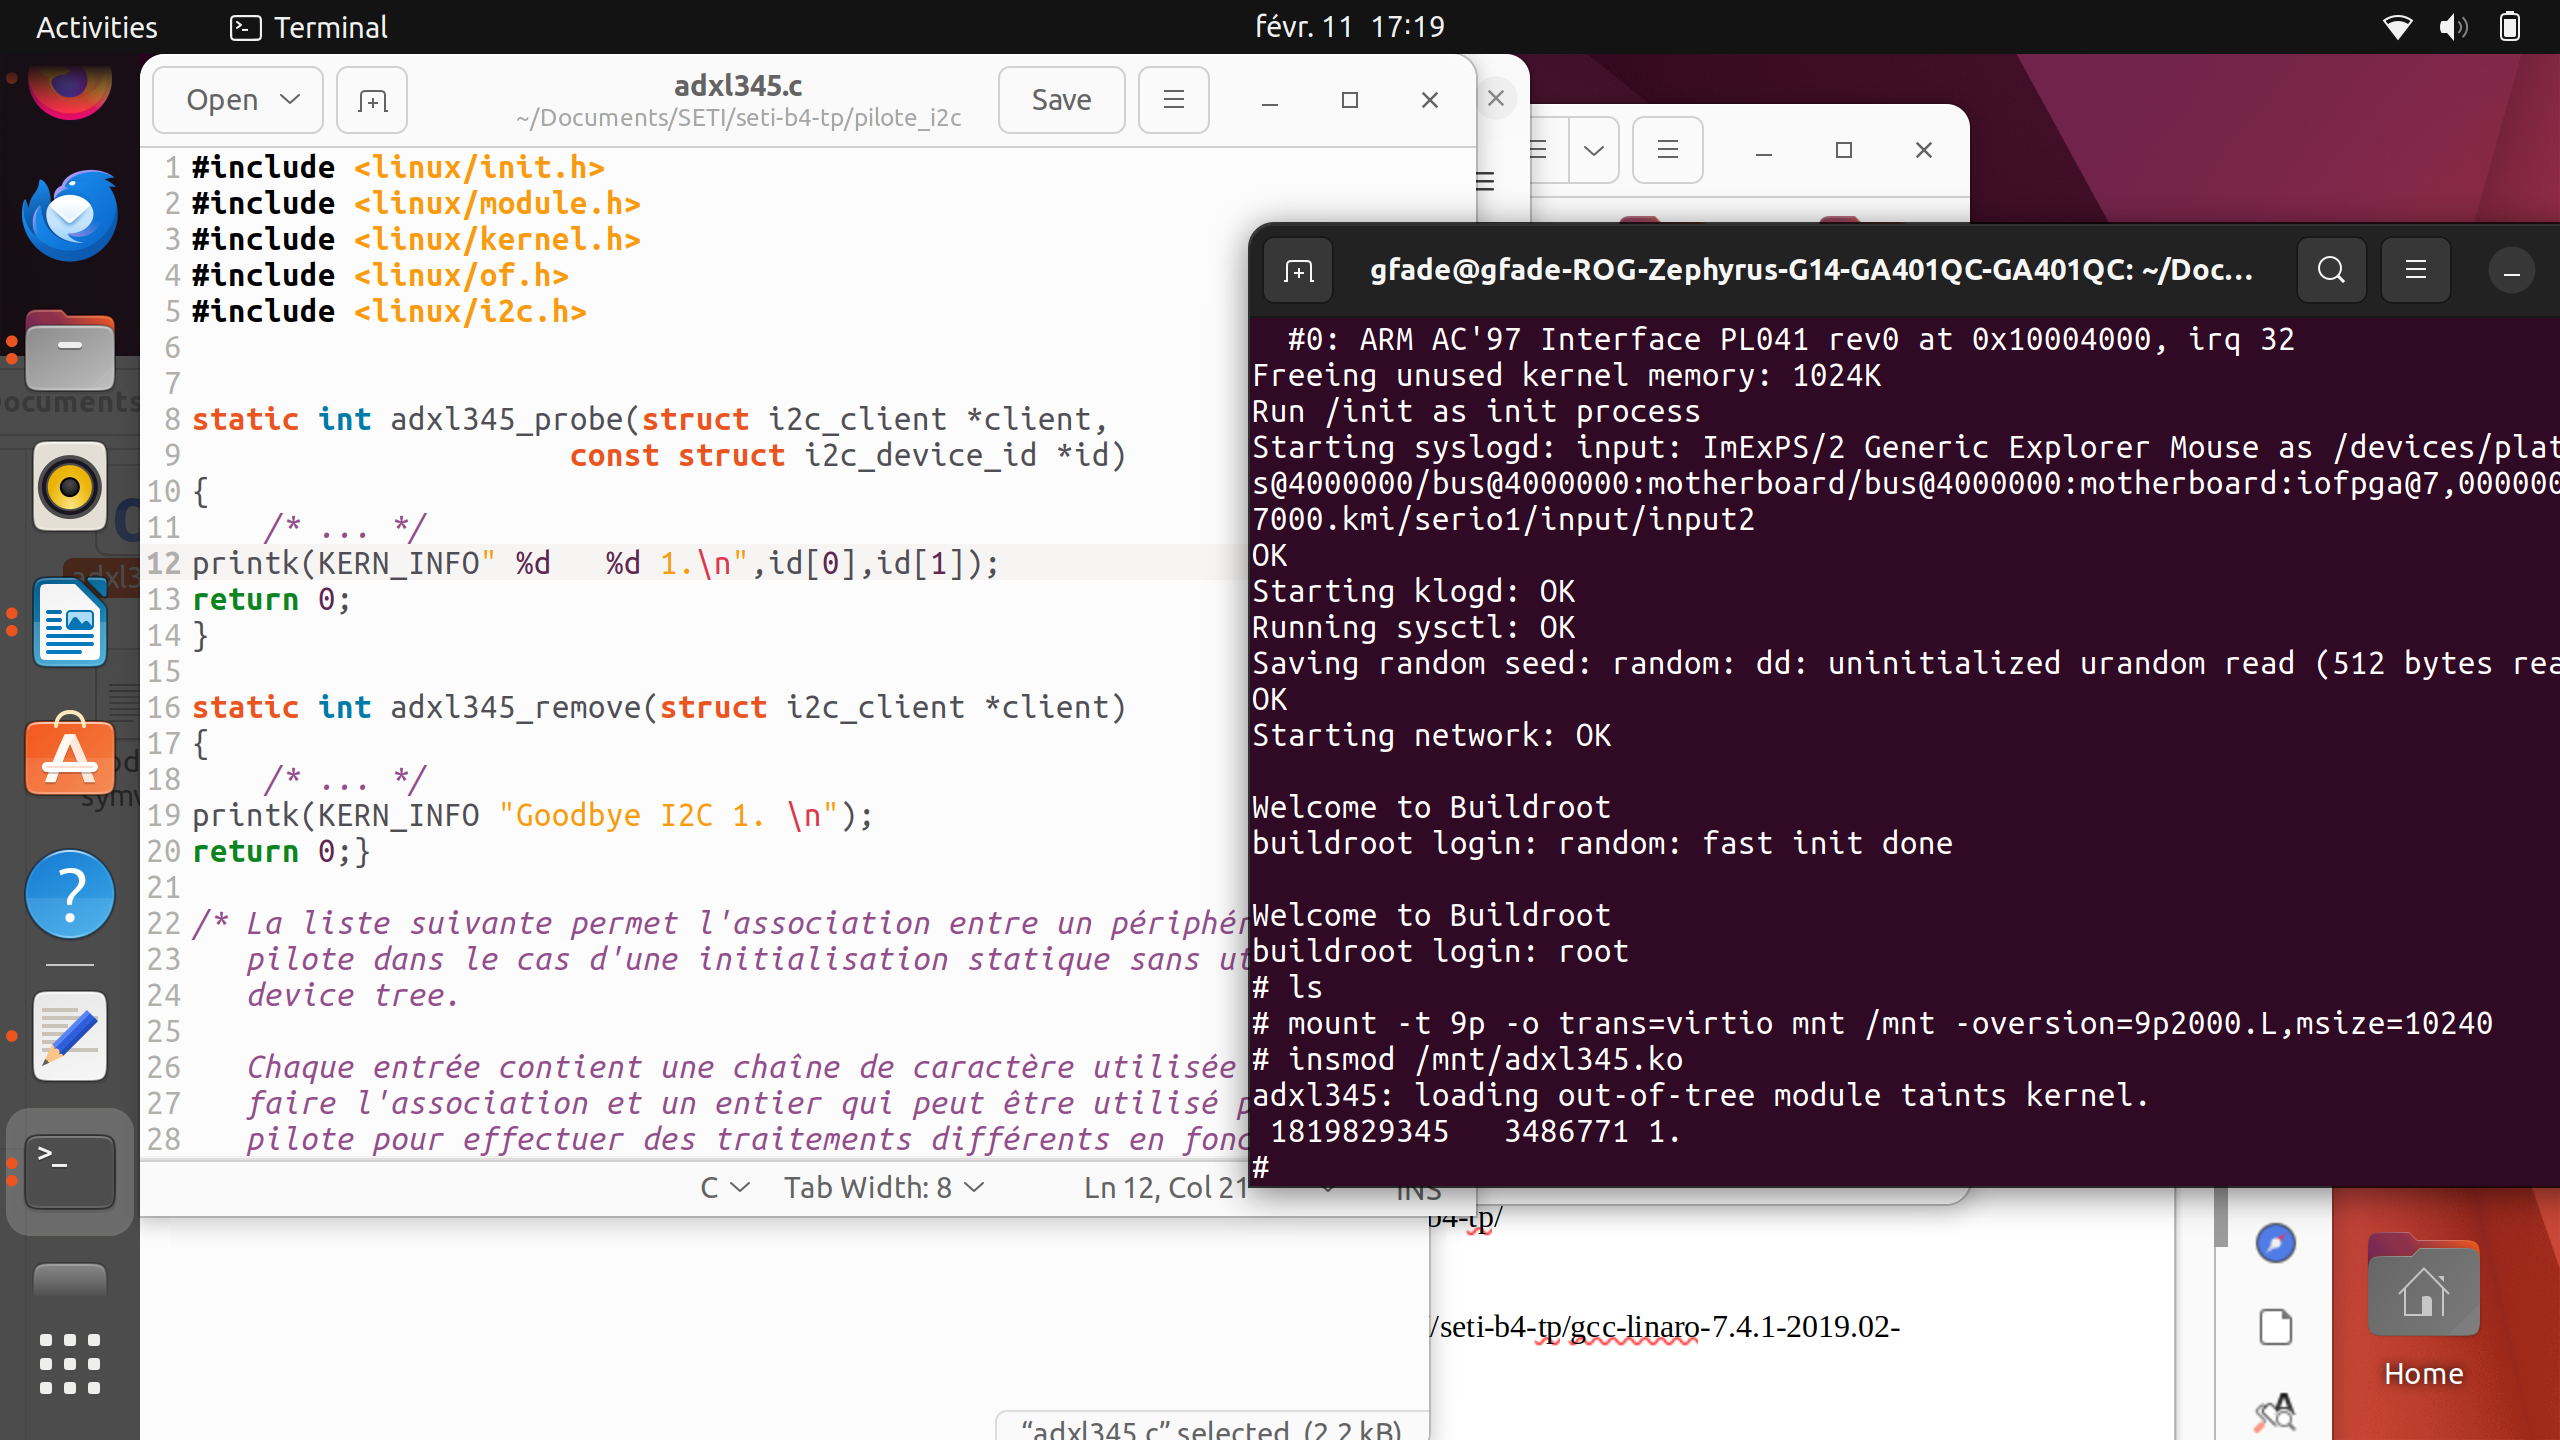 Activities
Terminal
févr. 11 17:19
Open
adxl345.c
~/Documents/SETI/seti-b4-tp/pilote_i2c
Save
1 #include <linux/init.h>
2 #include <linux/module.h>
3 #include <linux/kernel.h>
4 #include <linux/of.h>
5 #include <linux/i2c.h>
6
7
8 static int adxl345_probe(struct i2c_client *client,
9 const struct i2c_device_id *id)
10 {
11 /* ... */
12 printk(KERN_INFO" %d   %d 1.\n",id[0],id[1]);
13 return 0;
14 }
15
16 static int adxl345_remove(struct i2c_client *client)
17 {
18 /* ... */
19 printk(KERN_INFO "Goodbye I2C 1. \n");
20 return 0;}
21
22 /* La liste suivante permet l'association entre un périphér
23 pilote dans le cas d'une initialisation statique sans ut
24 device tree.
25
26 Chaque entrée contient une chaîne de caractère utilisée
27 faire l'association et un entier qui peut être utilisé p
28 pilote pour effectuer des traitements différents en fonc
C
Tab Width: 8
Ln 12, Col 21
INS
gfade@gfade-ROG-Zephyrus-G14-GA401QC-GA401QC: ~/Doc...
#0: ARM AC'97 Interface PL041 rev0 at 0x10004000, irq 32
Freeing unused kernel memory: 1024K
Run /init as init process
Starting syslogd: input: ImExPS/2 Generic Explorer Mouse as /devices/plat
s@4000000/bus@4000000:motherboard/bus@4000000:motherboard:iofpga@7,000000
7000.kmi/serio1/input/input2
OK
Starting klogd: OK
Running sysctl: OK
Saving random seed: random: dd: uninitialized urandom read (512 bytes rea
OK
Starting network: OK
Welcome to Buildroot
buildroot login: random: fast init done
Welcome to Buildroot
buildroot login: root
# ls
# mount -t 9p -o trans=virtio mnt /mnt -oversion=9p2000.L,msize=10240
# insmod /mnt/adxl345.ko
adxl345: loading out-of-tree module taints kernel.
1819829345   3486771 1.
#
b4-tp/
/seti-b4-tp/gcc-linaro-7.4.1-2019.02-
"adxl345.c" selected (2.2 kB)
Home
ocuments
adxl3
symv